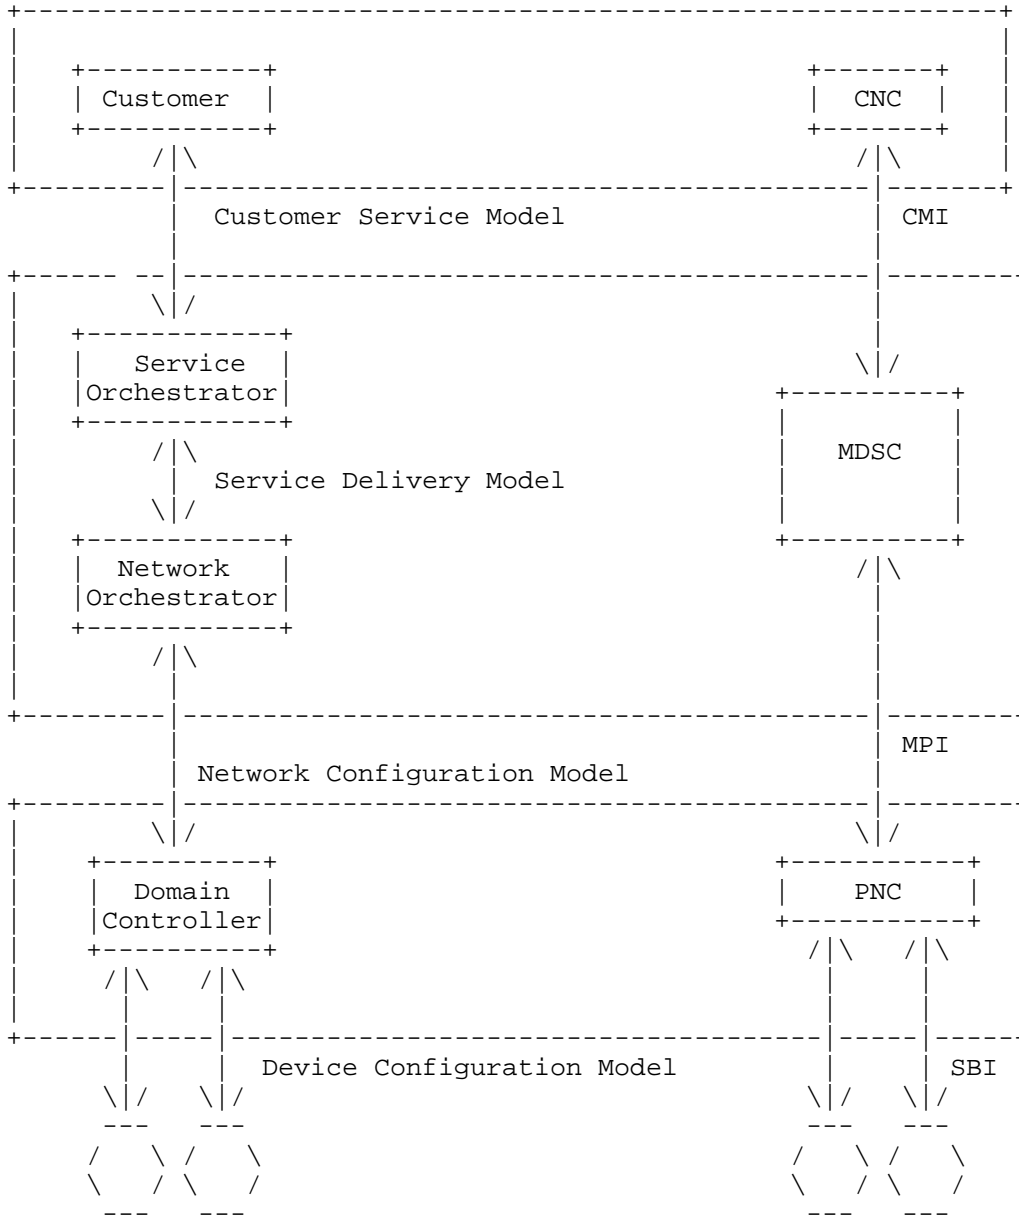 Customer CNC
Customer Service Model CMI
Service
Orchestrator
MDSC
Service Delivery Model
Network
Orchestrator
MPI
Network Configuration Model
Domain PNC
Controller
Device Configuration Model SBI